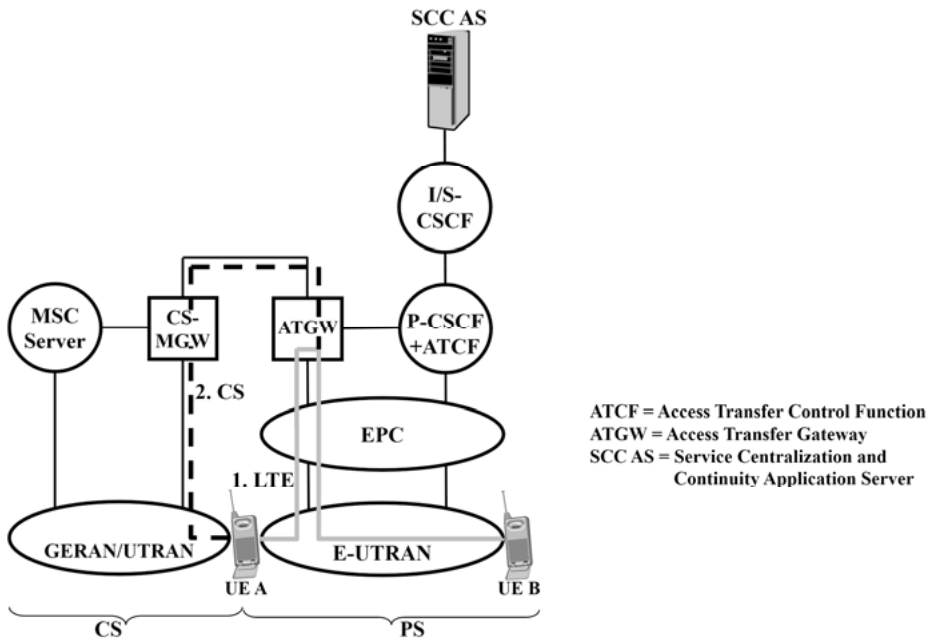 SCC AS
I/S-
CSCF
MSC
Server
CS-
MGW
ATGW
P-CSCF
+ATCF
2. CS
EPC
ATCF = Access Transfer Control Function
ATGW = Access Transfer Gateway
SCC AS = Service Centralization and
Continuity Application Server
1. LTE
GERAN/UTRAN
E-UTRAN
UE A
UE B
CS
PS